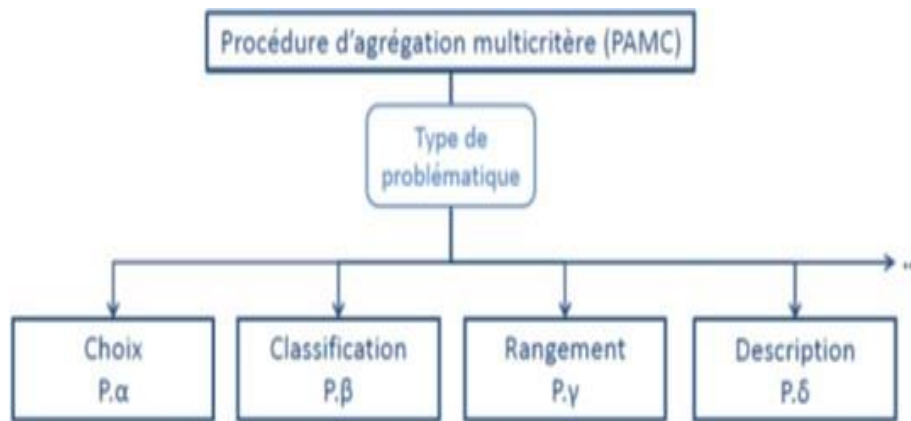 Procédure d'agrégation multicritère (PAMC)
Type de
problématique
..
Choix
P.α
Classification
P.β
Rangement
P.γ
Description
P.δ